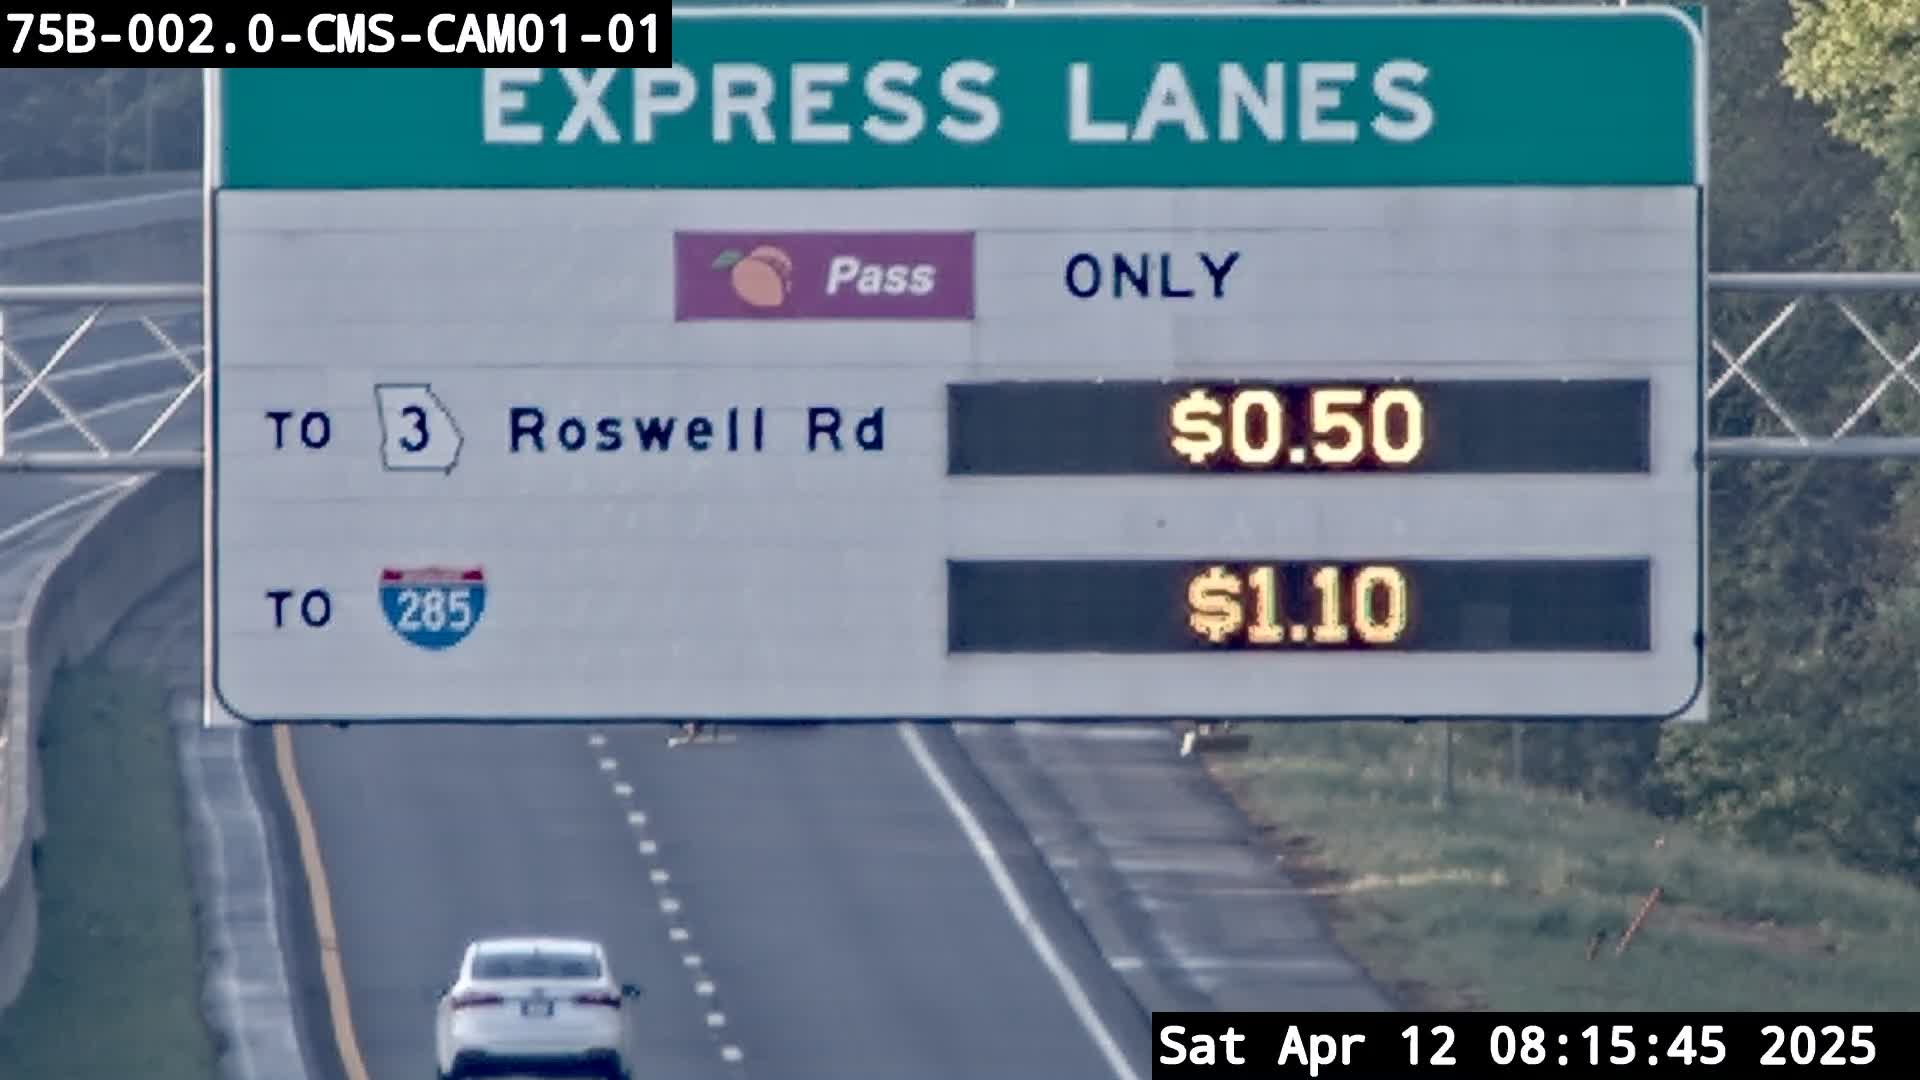 75B-002.0-CMS-CAM01-01
EXPRESS LANES
Pass ONLY
TO 3 Roswell Rd $0.50
TO 285 $1.10
Sat Apr 12 08:15:45 2025